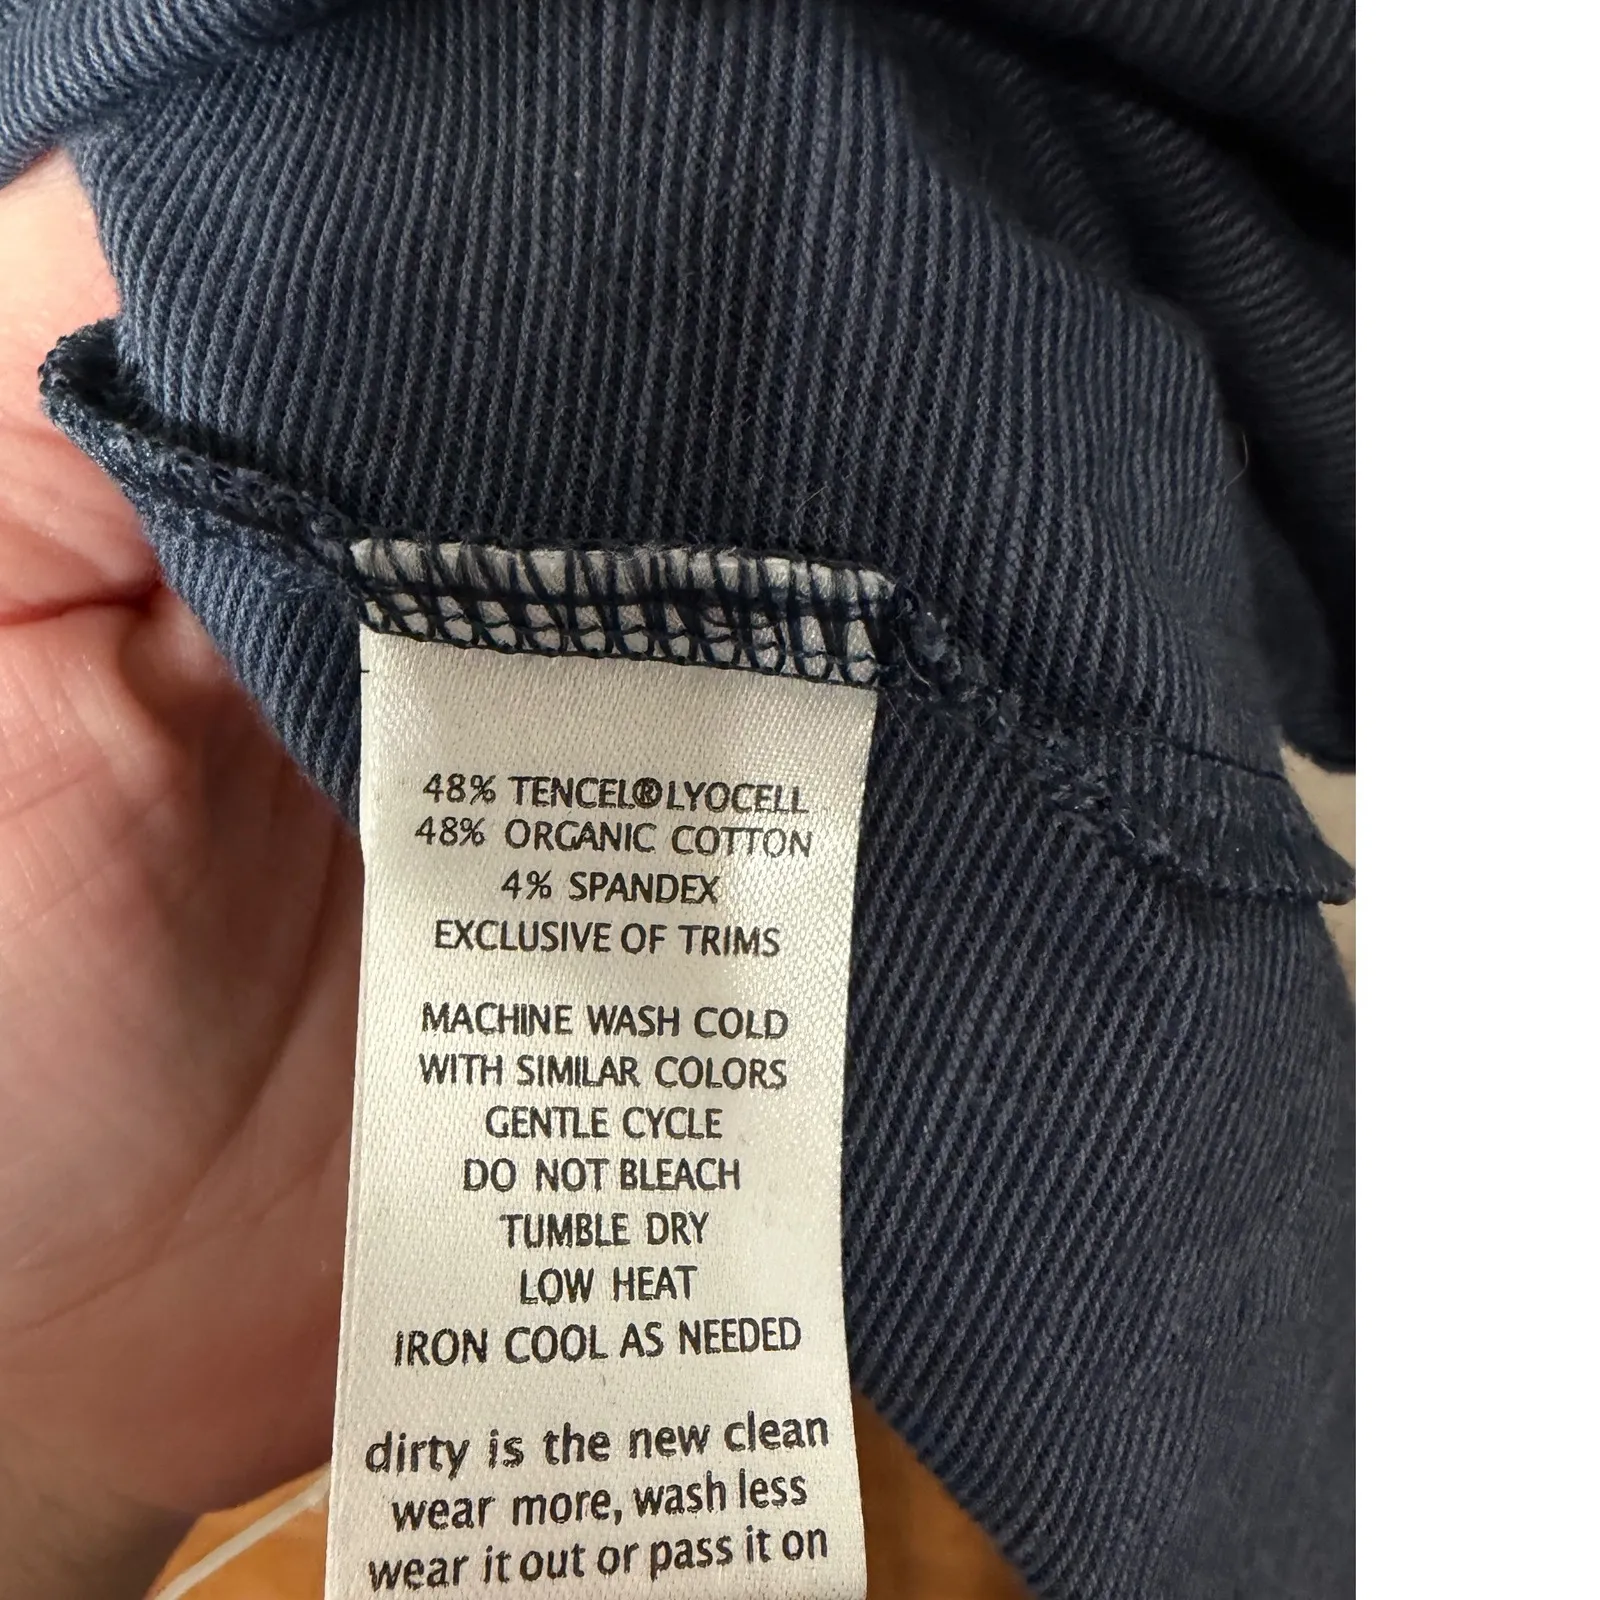 48% TENCEL® LYOCELL
48% ORGANIC COTTON
4% SPANDEX
EXCLUSIVE OF TRIMS
MACHINE WASH COLD
WITH SIMILAR COLORS
GENTLE CYCLE
DO NOT BLEACH
TUMBLE DRY
LOW HEAT
IRON COOL AS NEEDED
dirty is the new clean
wear more, wash less
wear it out or pass it on